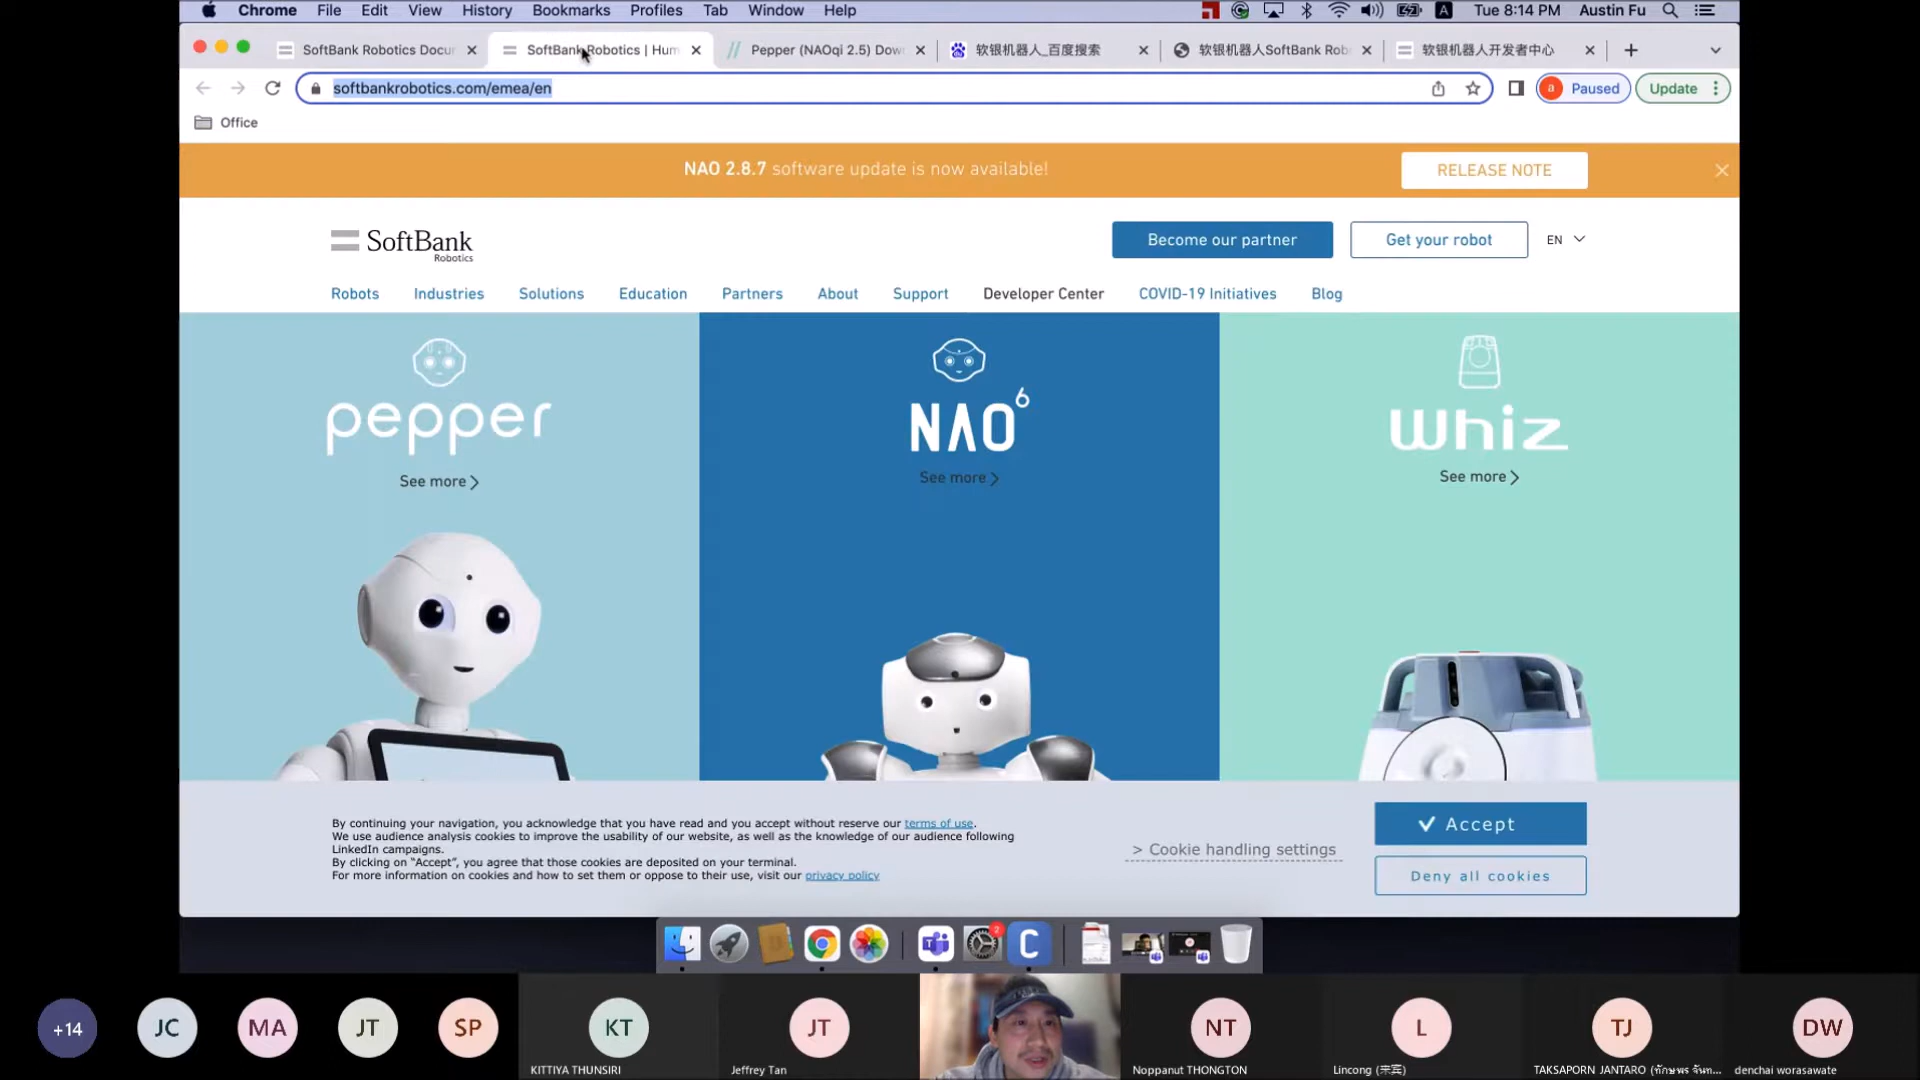 Chrome File Edit View History Bookmarks Profiles Tab Window Help
A Tue 8:14 PM Austin Fu
SoftBank Robotics Docu
SoftBank Robotics | Hum
Pepper (NAOqi 2.5) Dow
软银机器人_百度搜索
软银机器人SoftBank Rob
软银机器人开发者中心
softbankrobotics.com/emea/en
a Paused
Update
Office
NAO 2.8.7 software update is now available!
RELEASE NOTE
SoftBank
Robotics
Become our partner
Get your robot
EN
Robots Industries Solutions Education Partners About Support Developer Center COVID-19 Initiatives Blog
pepper
See more
NAO6
See more
Whiz
See more
By continuing your navigation, you acknowledge that you have read and you accept without reserve our terms of use.
We use audience analysis cookies to improve the usability of our website, as well as the knowledge of our audience following
LinkedIn campaigns.
By clicking on “Accept”, you agree that those cookies are deposited on your terminal.
For more information on cookies and how to set them or oppose to their use, visit our privacy policy
> Cookie handling settings
Accept
Deny all cookies
2
C
+14
JC
MA
JT
SP
KT
KITTIYA THUNSIRI
JT
Jeffrey Tan
NT
Noppanut THONGTON
L
Lincong (宋宾)
TJ
TAKSAPORN JANTARO (ทักษพร จันท...
DW
denchai worasawate